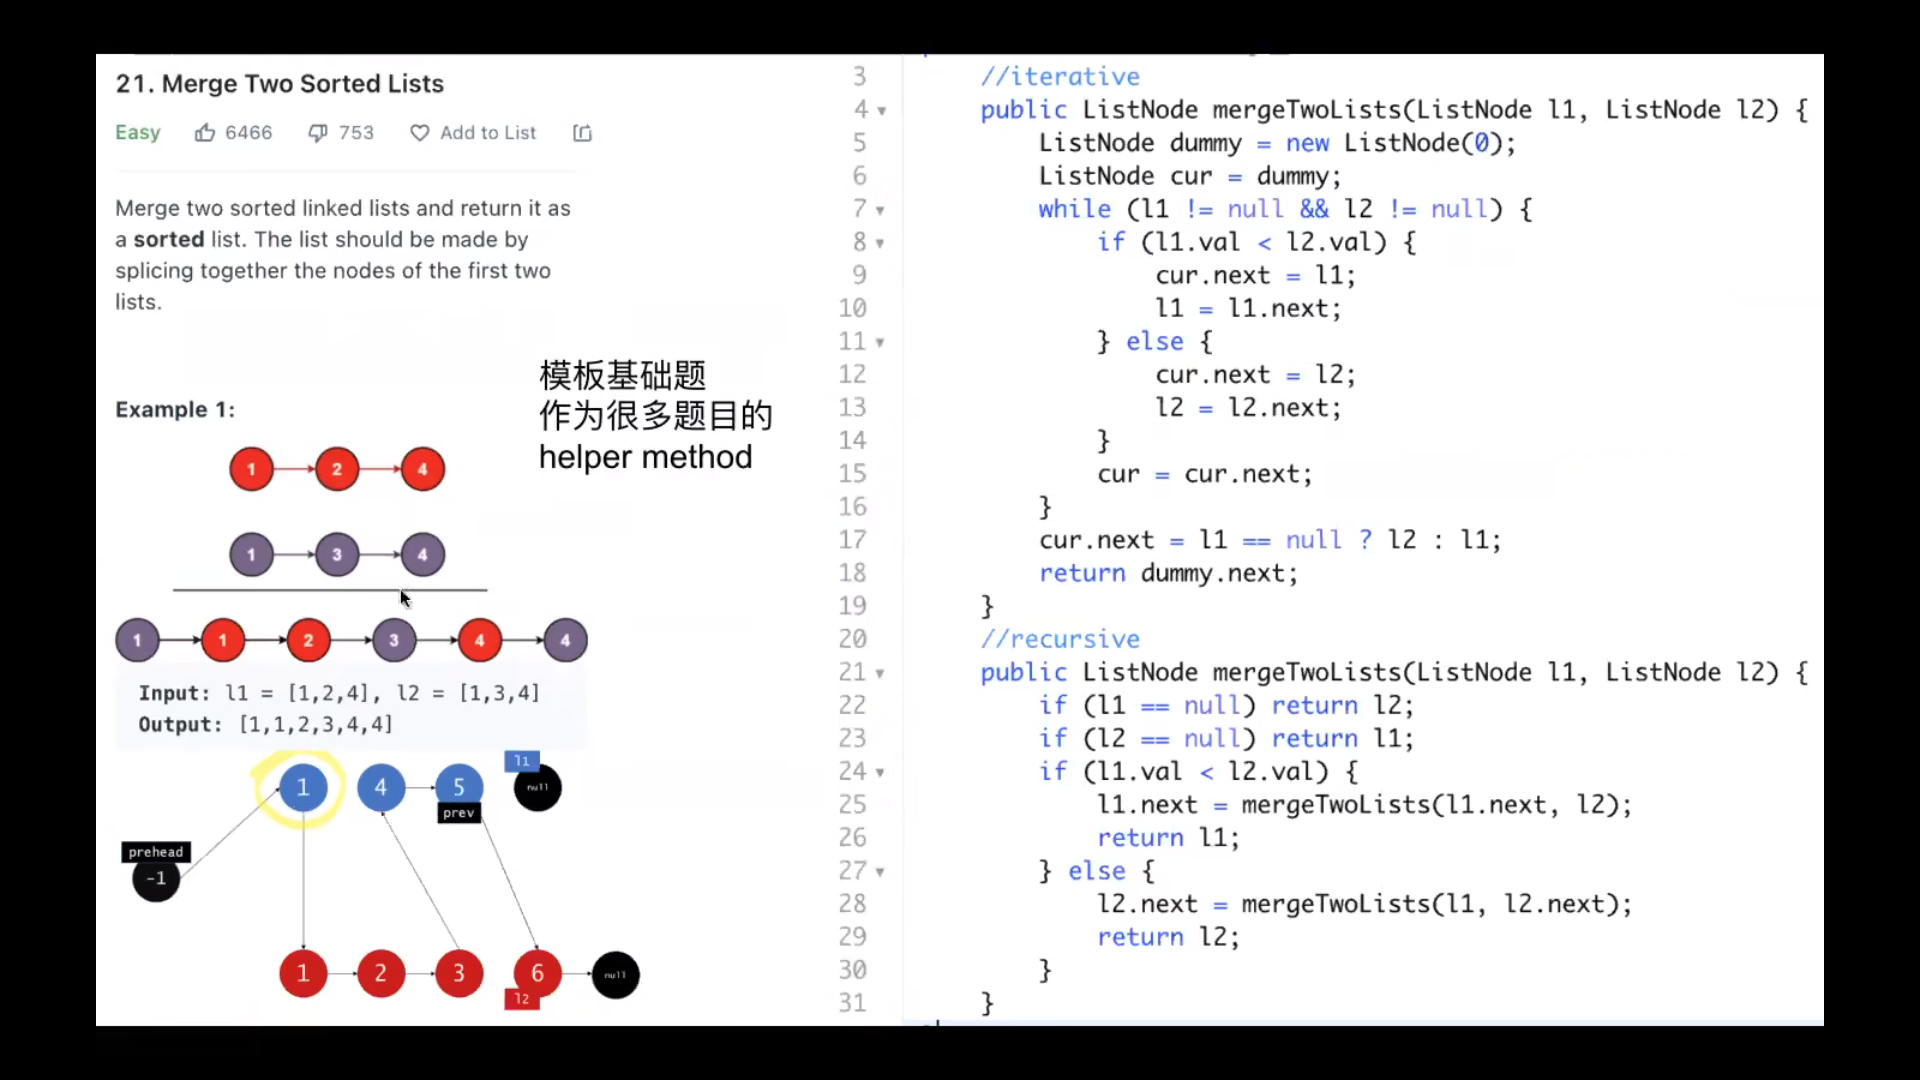 21. Merge Two Sorted Lists
Easy 6466 753 Add to List
Merge two sorted linked lists and return it as
a sorted list. The list should be made by
splicing together the nodes of the first two
lists.
模板基础题
作为很多题目的
helper method
Example 1:
1 2 4
1 3 4
1 1 2 3 4 4
Input: l1 = [1,2,4], l2 = [1,3,4]
Output: [1,1,2,3,4,4]
l1
1 4 5 null
prev
prehead
-1
1 2 3 6 null
l2
3 //iterative
4 public ListNode mergeTwoLists(ListNode l1, ListNode l2) {
5 ListNode dummy = new ListNode(0);
6 ListNode cur = dummy;
7 while (l1 != null && l2 != null) {
8 if (l1.val < l2.val) {
9 cur.next = l1;
10 l1 = l1.next;
11 } else {
12 cur.next = l2;
13 l2 = l2.next;
14 }
15 cur = cur.next;
16 }
17 cur.next = l1 == null ? l2 : l1;
18 return dummy.next;
19 }
20 //recursive
21 public ListNode mergeTwoLists(ListNode l1, ListNode l2) {
22 if (l1 == null) return l2;
23 if (l2 == null) return l1;
24 if (l1.val < l2.val) {
25 l1.next = mergeTwoLists(l1.next, l2);
26 return l1;
27 } else {
28 l2.next = mergeTwoLists(l1, l2.next);
29 return l2;
30 }
31 }